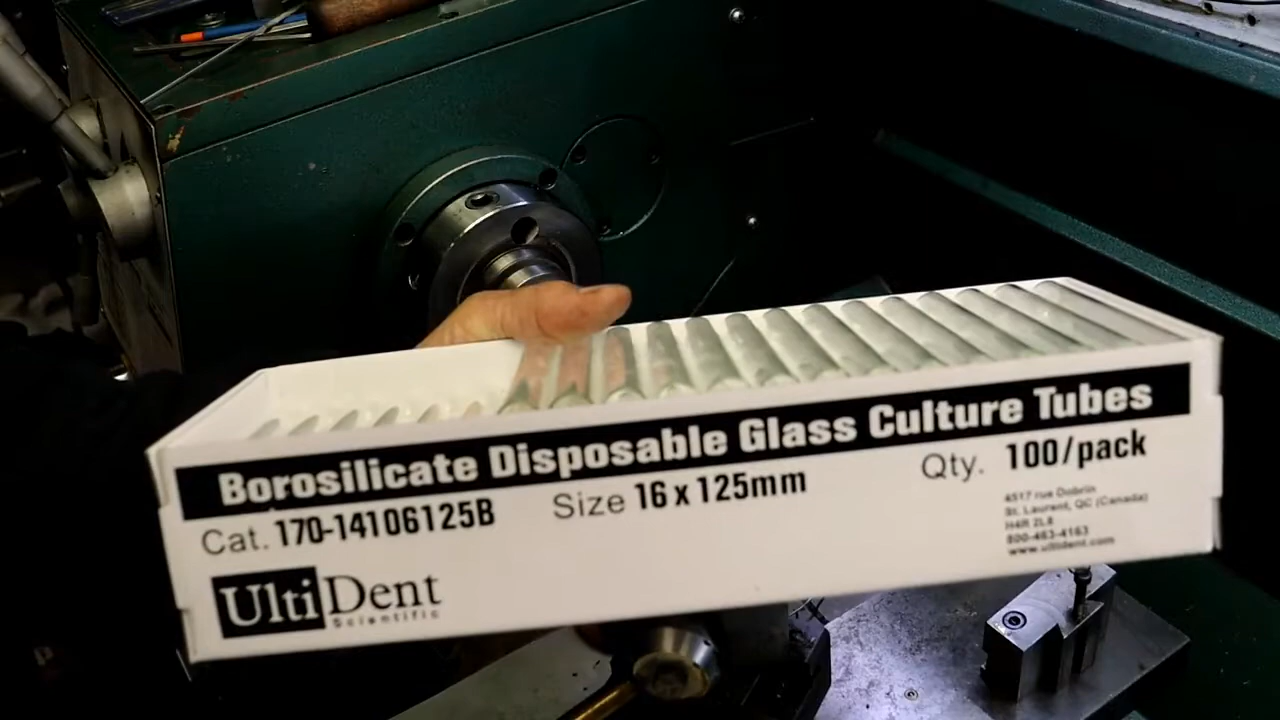 Borosilicate Disposable Glass Culture Tubes
Cat. 170-14106125B Size 16 x 125mm Qty. 100/pack
4517 rue Dobrin
St. Laurent, QC (Canada)
H4R 2L8
800-463-4163
www.ultident.com
UltiDent
Scientific